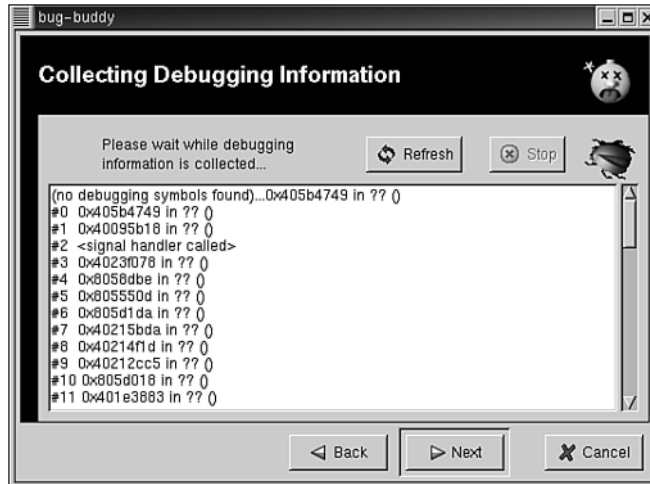 bug-buddy
Collecting Debugging Information
Please wait while debugging
information is collected...
Refresh
Stop
(no debugging symbols found)...0x405b4749 in ?? ()
#0 0x405b4749 in ?? ()
#1 0x40095b18 in ?? ()
#2 <signal handler called>
#3 0x4023f078 in ?? ()
#4 0x8058dbe in ?? ()
#5 0x805550d in ?? ()
#6 0x805d1da in ?? ()
#7 0x40215bda in ?? ()
#8 0x40214f1d in ?? ()
#9 0x40212cc5 in ?? ()
#10 0x805d018 in ?? ()
#11 0x401e3883 in ?? ()
Back
Next
Cancel